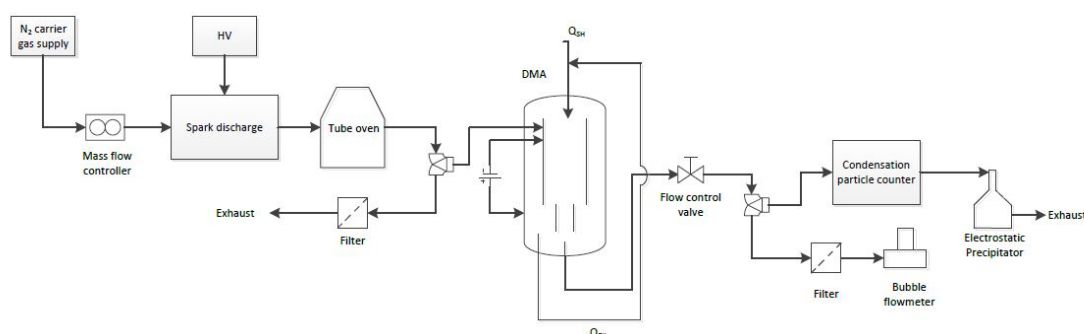 N₂ carrier
gas supply
HV
Q_SH
DMA
Spark discharge
Tube oven
Mass flow
controller
Exhaust
Filter
Flow control
valve
Condensation
particle counter
Exhaust
Electrostatic
Precipitator
Filter
Bubble
flowmeter